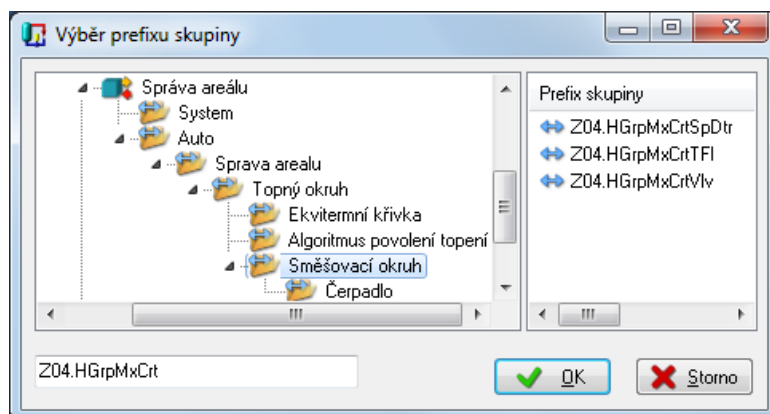 Výběr prefixu skupiny
Správa areálu
System
Auto
Sprava arealu
Topný okruh
Ekvitermní křivka
Algoritmus povolení topení
Směšovací okruh
Čerpadlo
Prefix skupiny
Z04.HGrpMxCrtSpDtr
Z04.HGrpMxCrtTFl
Z04.HGrpMxCrtVlv
Z04.HGrpMxCrt
OK
Storno